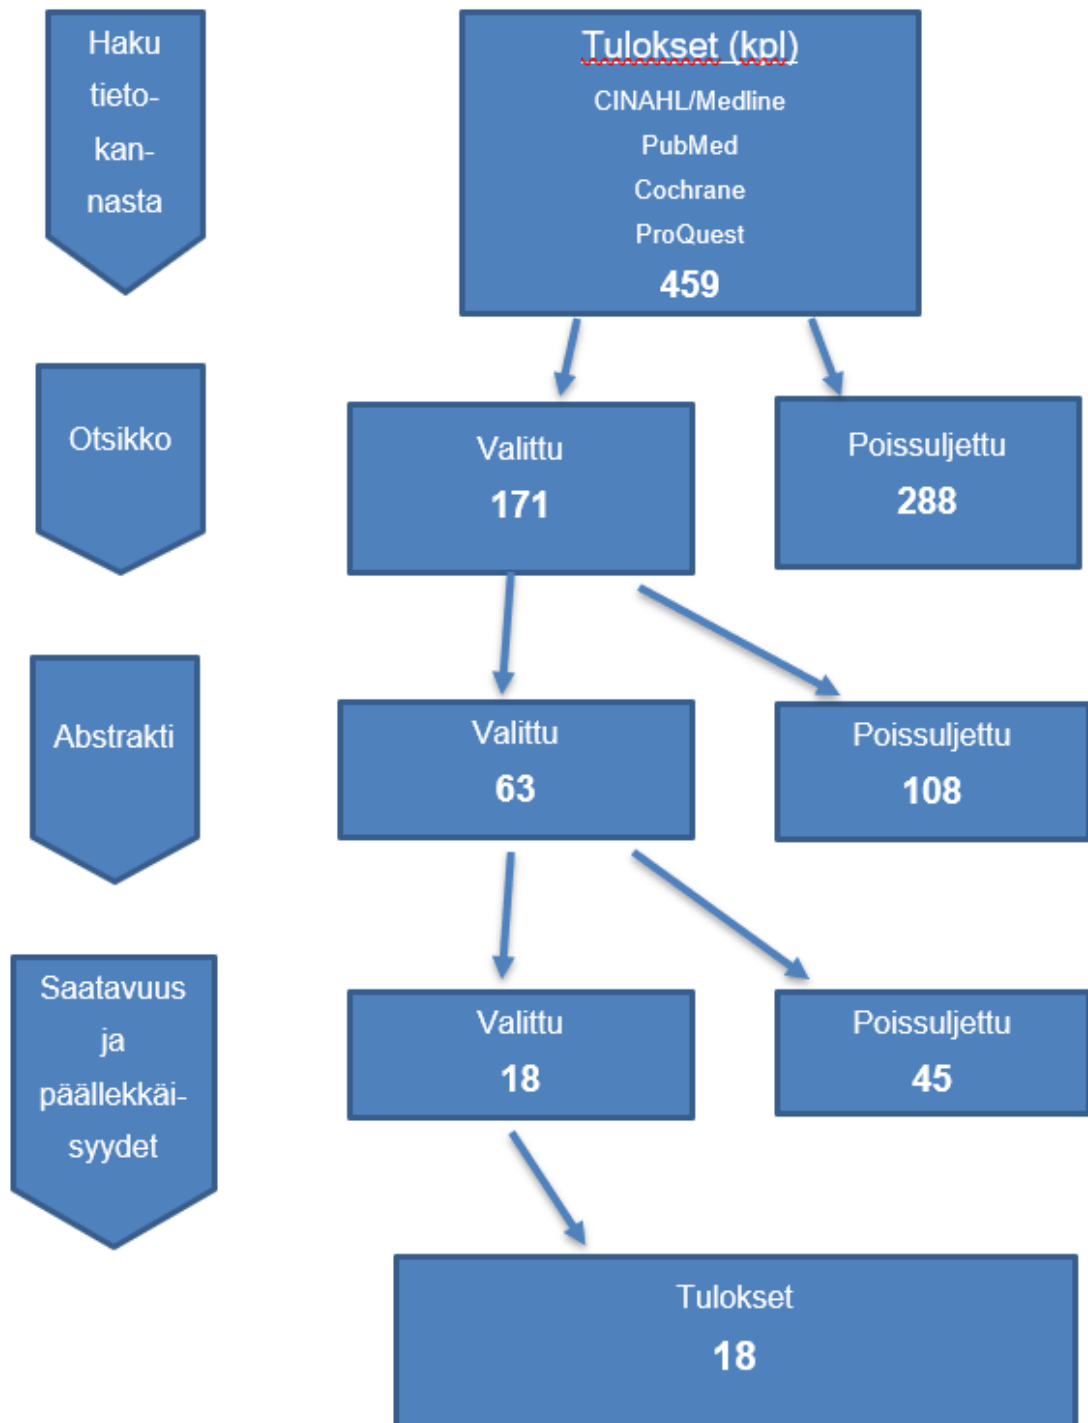 Haku
tieto-
kan-
nasta
Tulokset (kpl)
CINAHL/Medline
PubMed
Cochrane
ProQuest
459
Otsikko
Valittu
171
Poissuljettu
288
Abstrakti
Valittu
63
Poissuljettu
108
Saatavuus
ja
päällekkäi-
syydet
Valittu
18
Poissuljettu
45
Tulokset
18